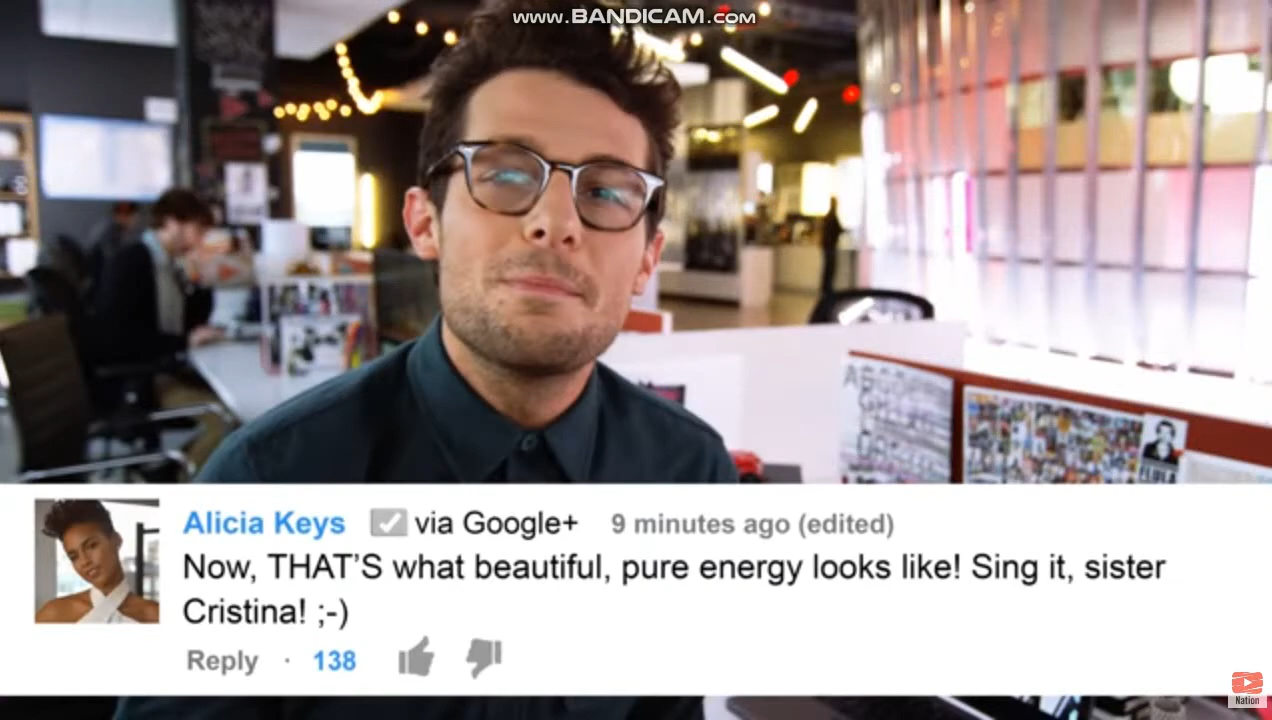 www.BANDICAM.com
Alicia Keys via Google+ 9 minutes ago (edited)
Now, THAT'S what beautiful, pure energy looks like! Sing it, sister
Cristina! ;-)
Reply · 138
Nation